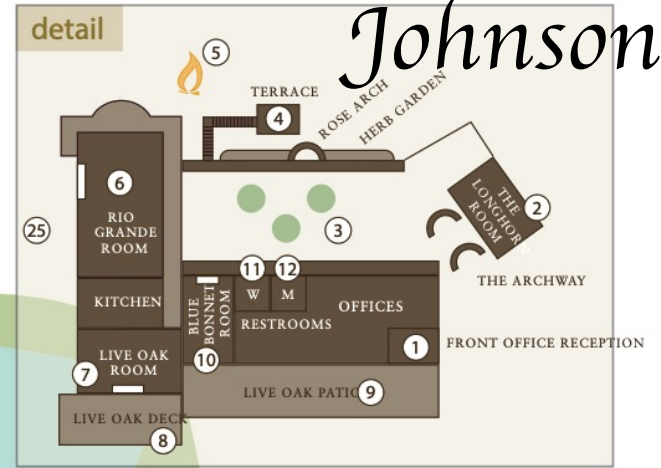 detail
Johnson
5
TERRACE
4
ROSE ARCH
HERB GARDEN
6
RIO
GRANDE
ROOM
25
3
THE
LONGHOR
ROOM
2
THE ARCHWAY
KITCHEN
11
12
W
M
BLUE
BONNET
ROOM
RESTROOMS
OFFICES
10
1
FRONT OFFICE RECEPTION
LIVE OAK
ROOM
7
LIVE OAK PATIO
9
LIVE OAK DECK
8